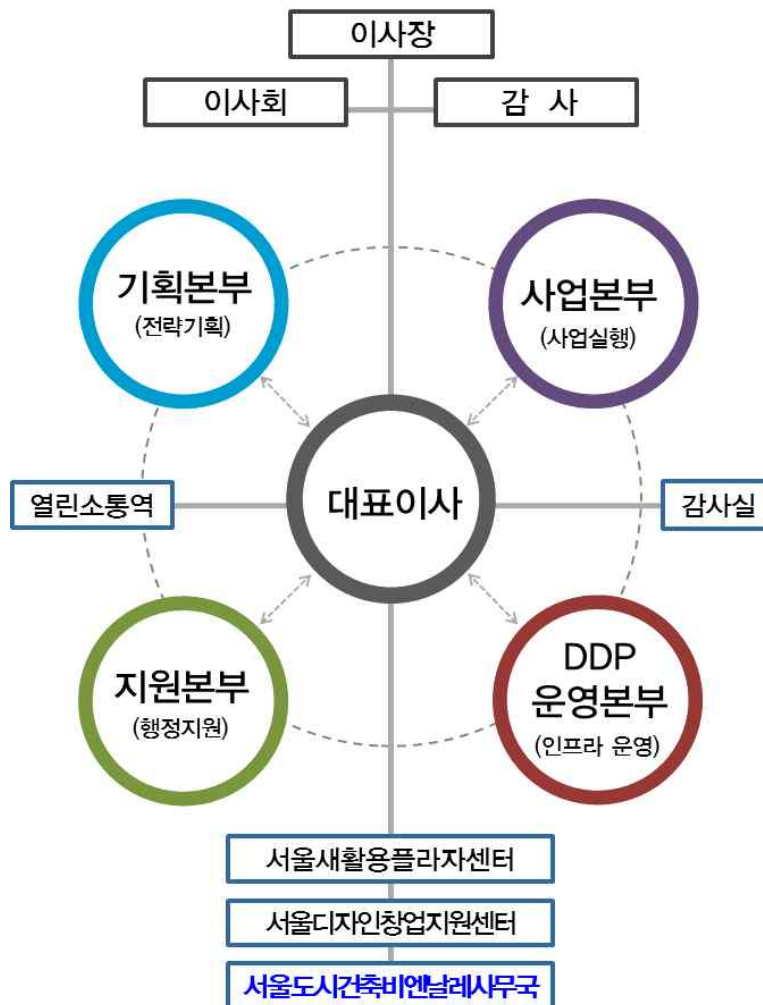 이사장
이사회
감 사
기획본부
(전략기획)
사업본부
(사업실행)
열린소통역
대표이사
감사실
지원본부
(행정지원)
DDP
운영본부
(인프라 운영)
서울새활용플라자센터
서울디자인창업지원센터
서울도시건축비엔날레사무국